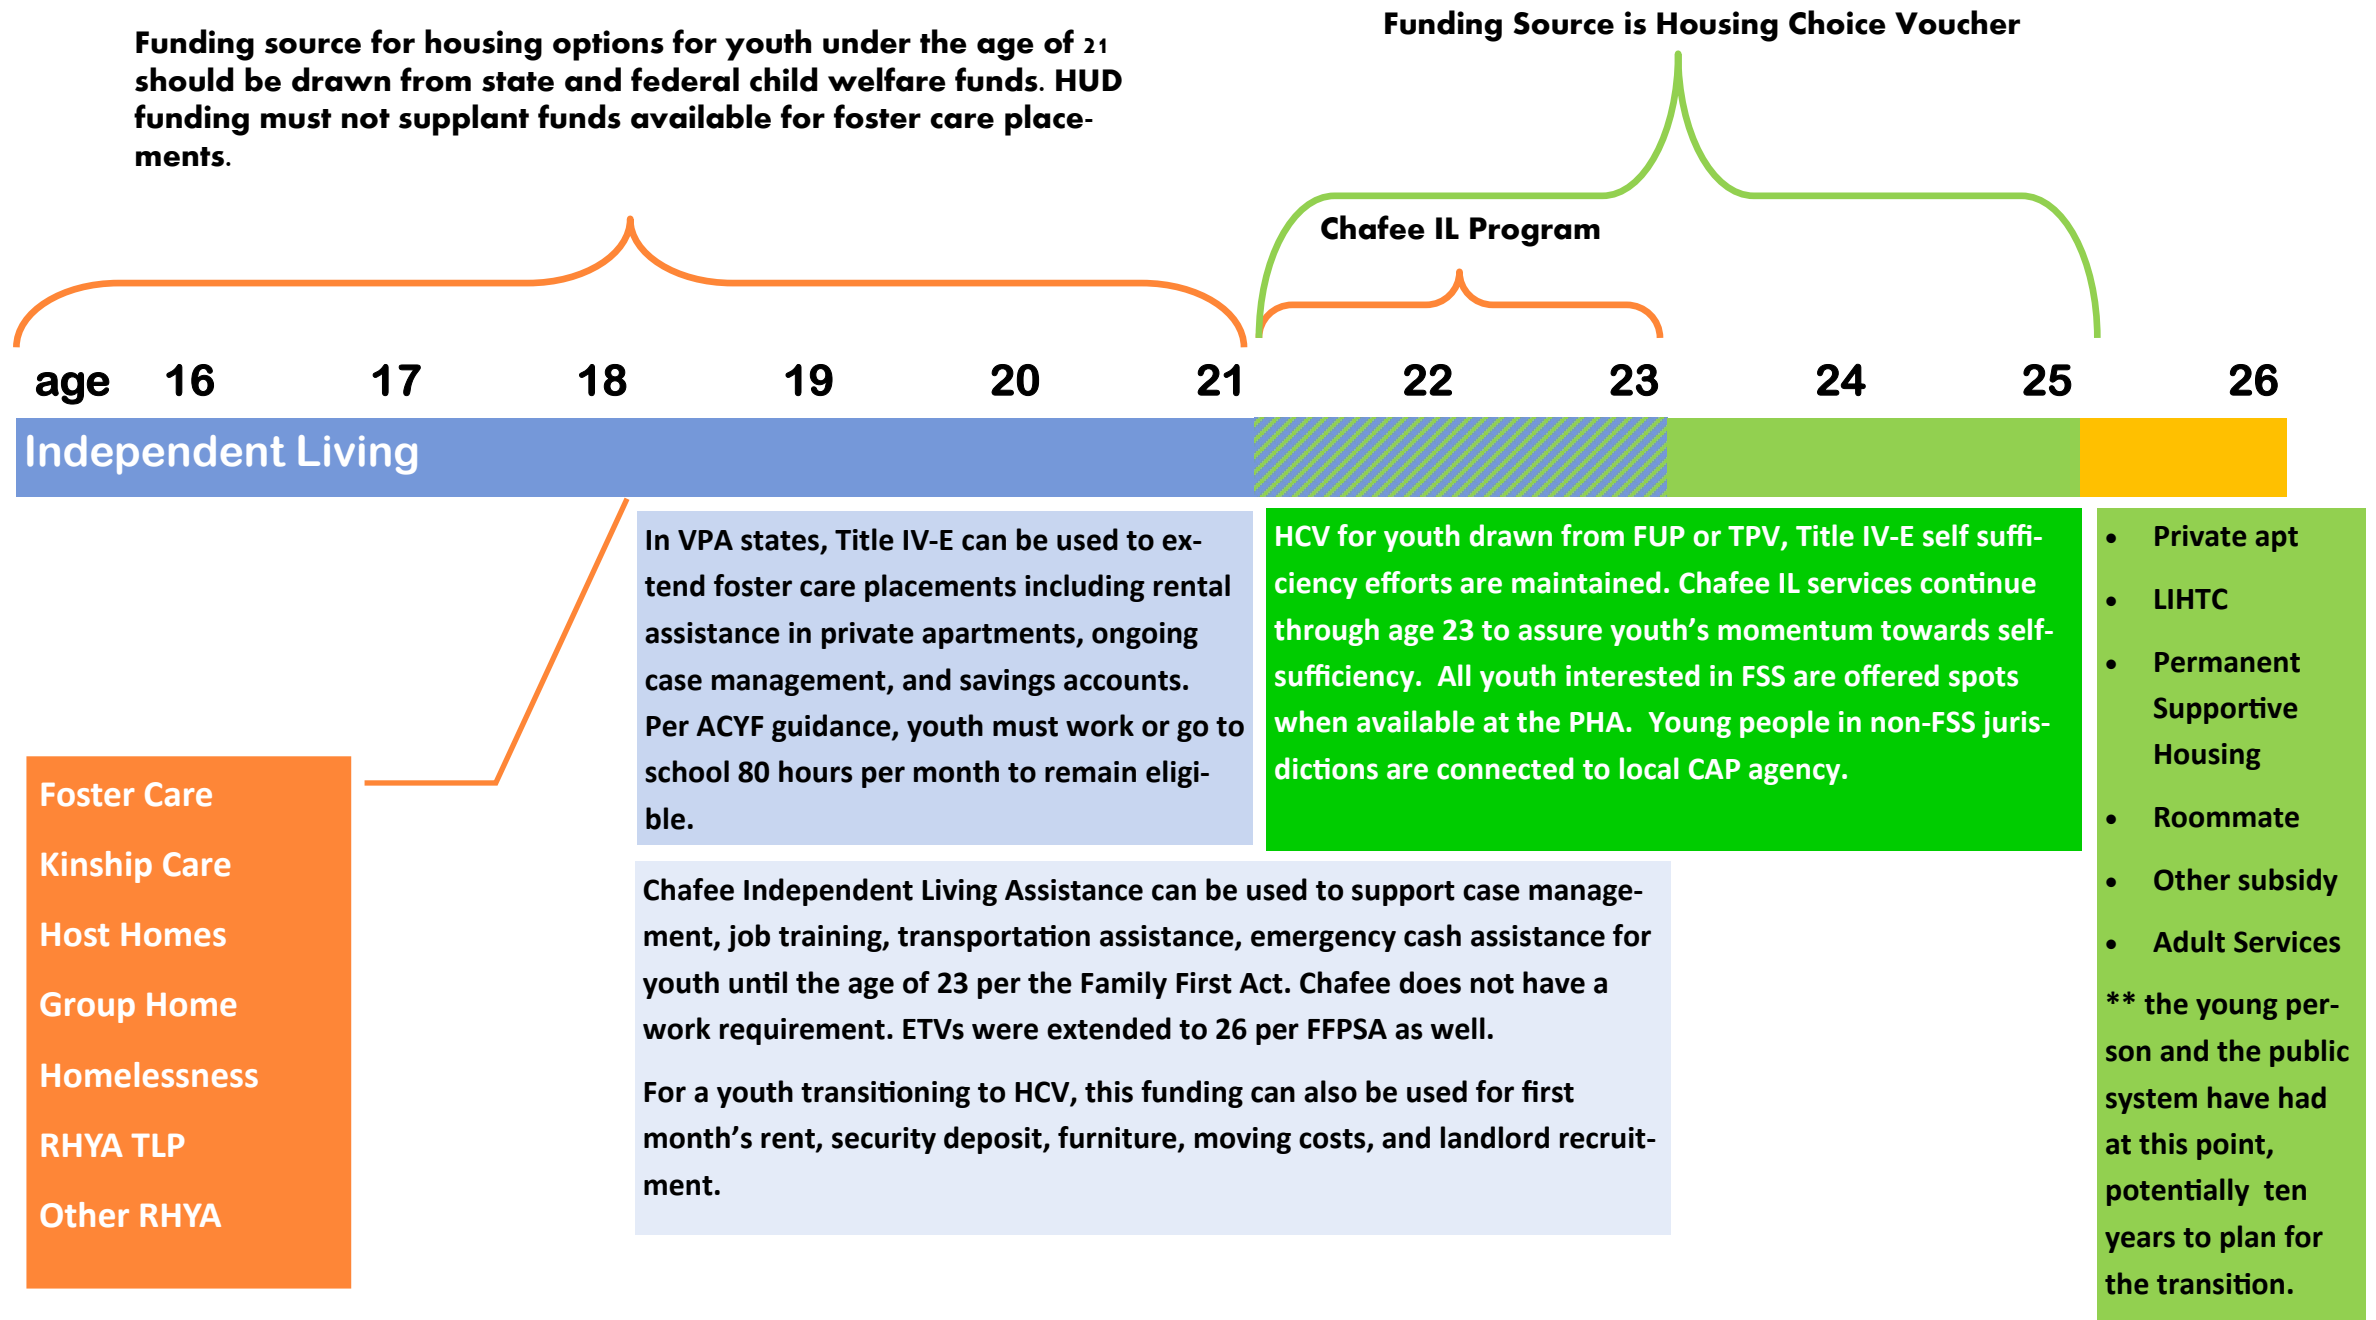 Funding source for housing options for youth under the age of 21
should be drawn from state and federal child welfare funds. HUD
funding must not supplant funds available for foster care place-
ments.
Funding Source is Housing Choice Voucher
Chafee IL Program
age 16 17 18 19 20 21 22 23 24 25 26
Independent Living
Foster Care
Kinship Care
Host Homes
Group Home
Homelessness
RHYA TLP
Other RHYA
In VPA states, Title IV-E can be used to ex-
tend foster care placements including rental
assistance in private apartments, ongoing
case management, and savings accounts.
Per ACYF guidance, youth must work or go to
school 80 hours per month to remain eligi-
ble.
HCV for youth drawn from FUP or TPV, Title IV-E self suffi-
ciency efforts are maintained. Chafee IL services continue
through age 23 to assure youth’s momentum towards self-
sufficiency.  All youth interested in FSS are offered spots
when available at the PHA.  Young people in non-FSS juris-
dictions are connected to local CAP agency.
Chafee Independent Living Assistance can be used to support case manage-
ment, job training, transportation assistance, emergency cash assistance for
youth until the age of 23 per the Family First Act. Chafee does not have a
work requirement. ETVs were extended to 26 per FFPSA as well.
For a youth transitioning to HCV, this funding can also be used for first
month’s rent, security deposit, furniture, moving costs, and landlord recruit-
ment.
• Private apt
• LIHTC
• Permanent
Supportive
Housing
• Roommate
• Other subsidy
• Adult Services
** the young per-
son and the public
system have had
at this point,
potentially  ten
years to plan for
the transition.